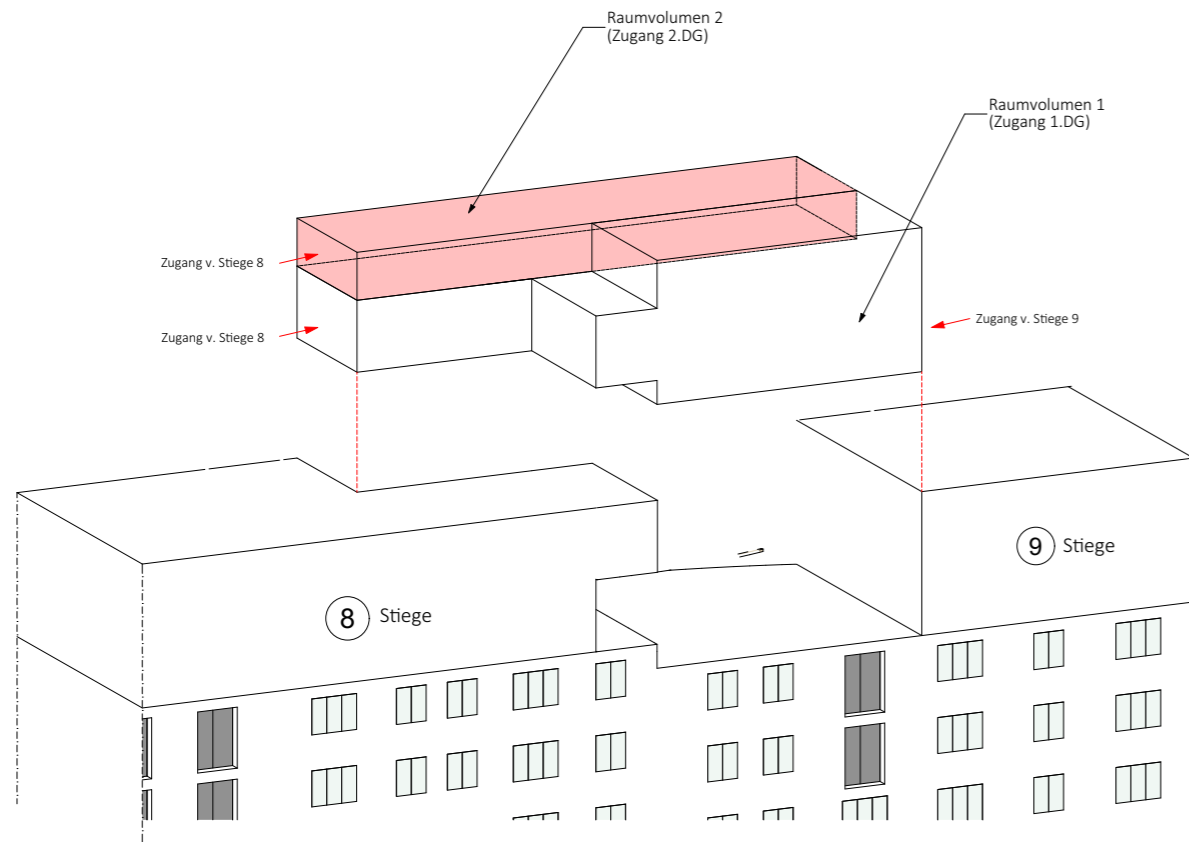 Raumvolumen 2
(Zugang 2.DG)
Raumvolumen 1
(Zugang 1.DG)
Zugang v. Stiege 8
Zugang v. Stiege 8
Zugang v. Stiege 9
9 Stiege
8 Stiege